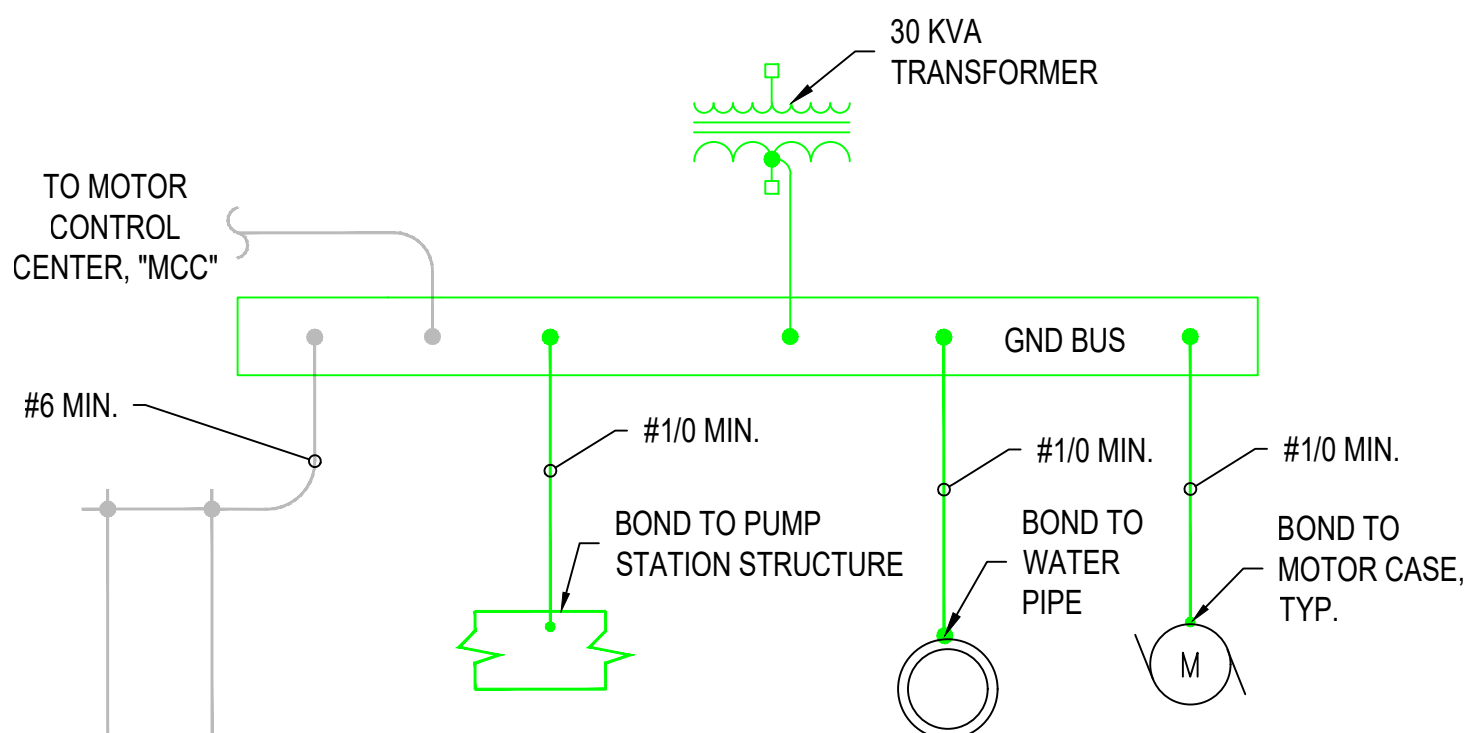 30 KVA
TRANSFORMER
TO MOTOR
CONTROL
CENTER, "MCC"
GND BUS
#6 MIN.
#1/0 MIN.
#1/0 MIN.
#1/0 MIN.
BOND TO PUMP
STATION STRUCTURE
BOND TO
WATER
PIPE
BOND TO
MOTOR CASE,
TYP.
M